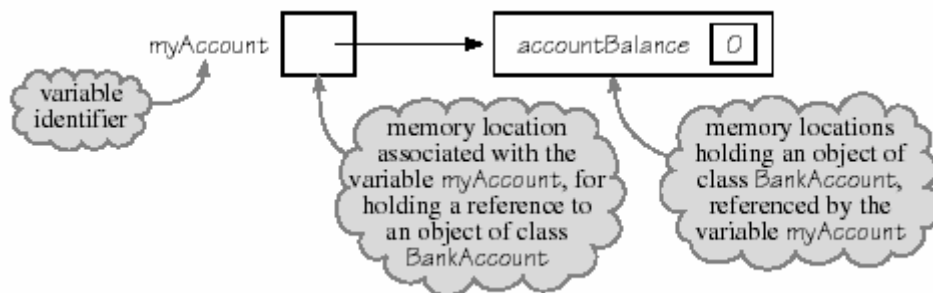 myAccount
accountBalance 0
variable
identifier
memory location
associated with the
variable myAccount, for
holding a reference to
an object of class
BankAccount
memory locations
holding an object of
class BankAccount,
referenced by the
variable myAccount